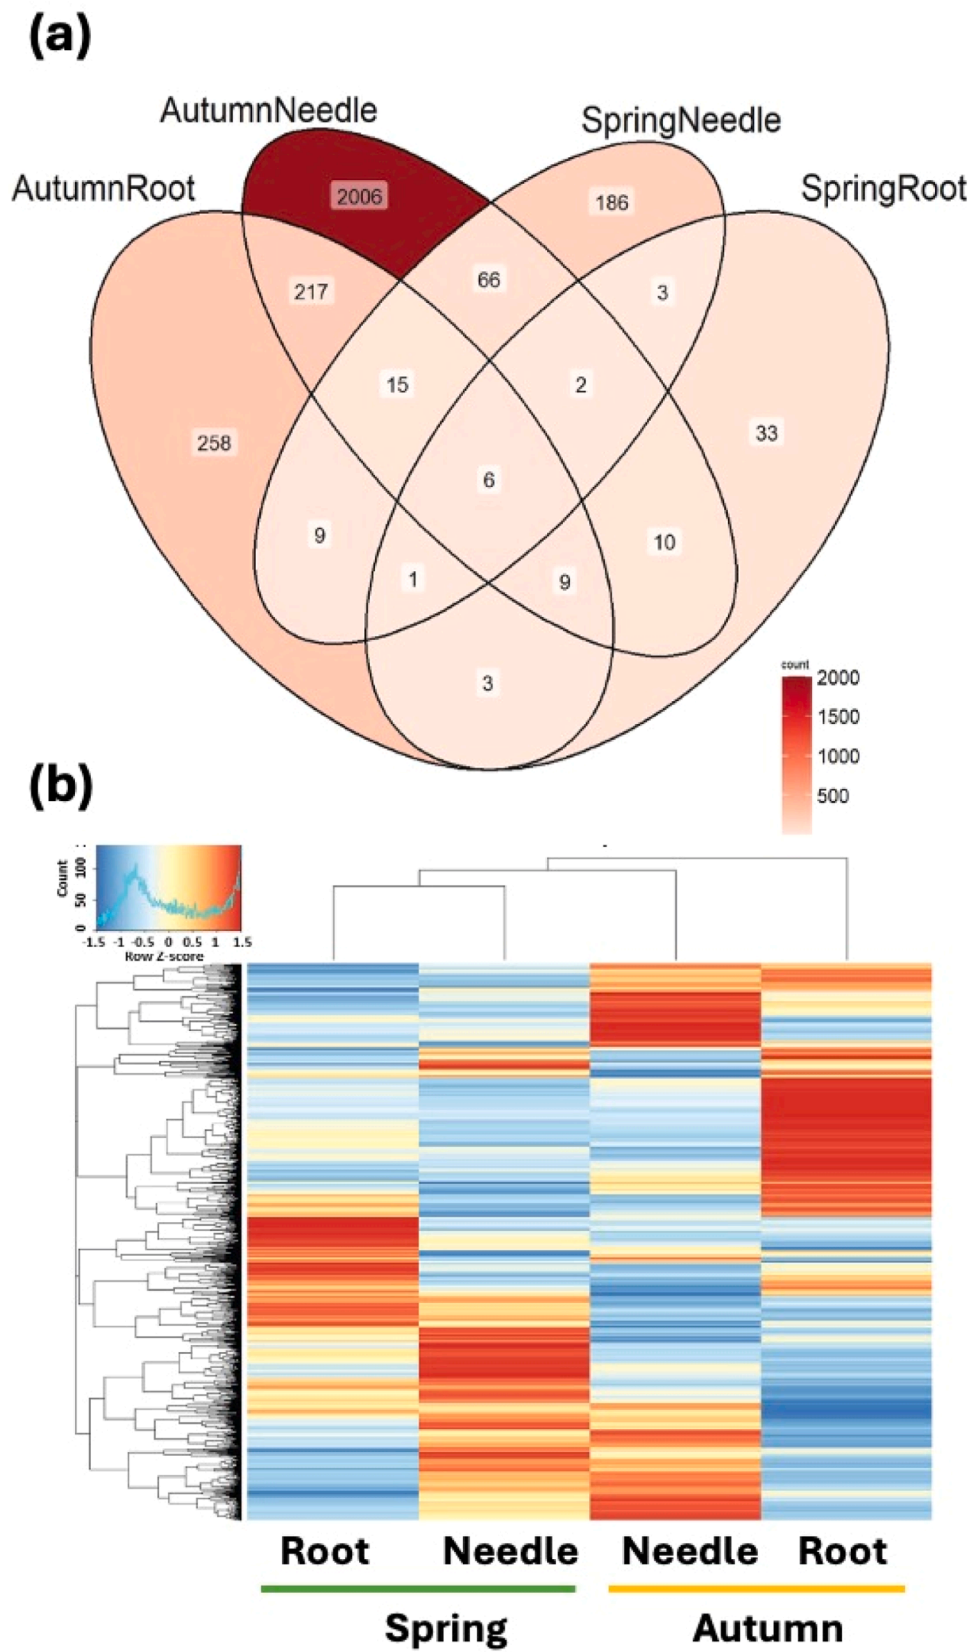 (a)
AutumnNeedle
SpringNeedle
AutumnRoot
SpringRoot
2006
186
217
66
3
15
2
258
33
6
9
10
1
9
3
count
2000
1500
1000
500
(b)
Count
0 50 100
-1.5 -1 -0.5 0 0.5 1 1.5
Row Z-score
Root Needle Needle Root
Spring Autumn